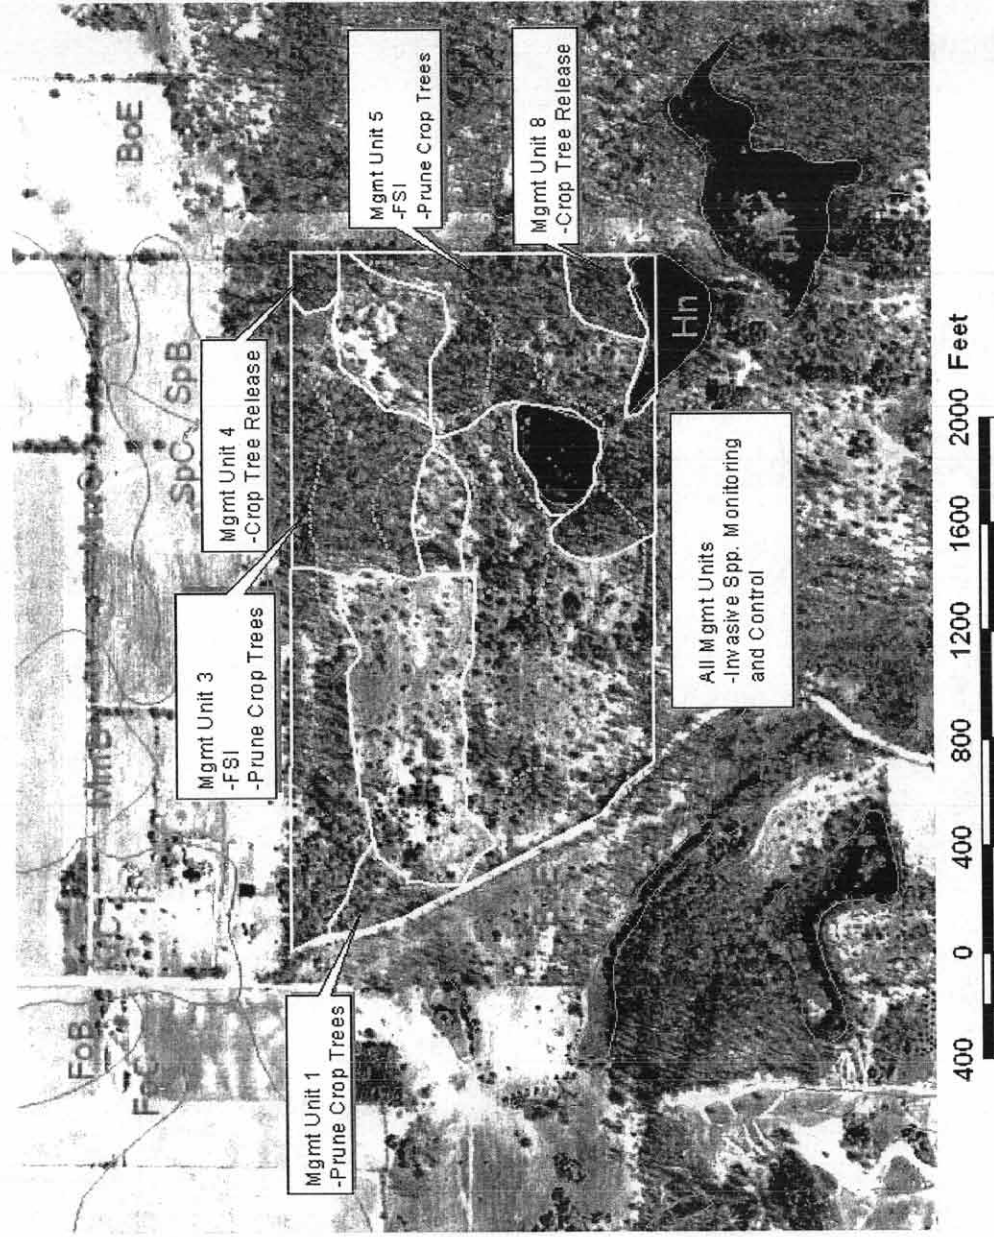 Mgmt Unit 1
-Prune Crop Trees
Mgmt Unit 3
-FSI
-Prune Crop Trees
Mgmt Unit 4
-Crop Tree Release
Mgmt Unit 5
-FSI
-Prune Crop Trees
Mgmt Unit 8
-Crop Tree Release
All Mgmt Units
-Invasive Spp. Monitoring
and Control
FoB
FoC
MmB
SpC
SpB
BoE
Hn
Hn
400 0 400 800 1200 1600 2000 Feet